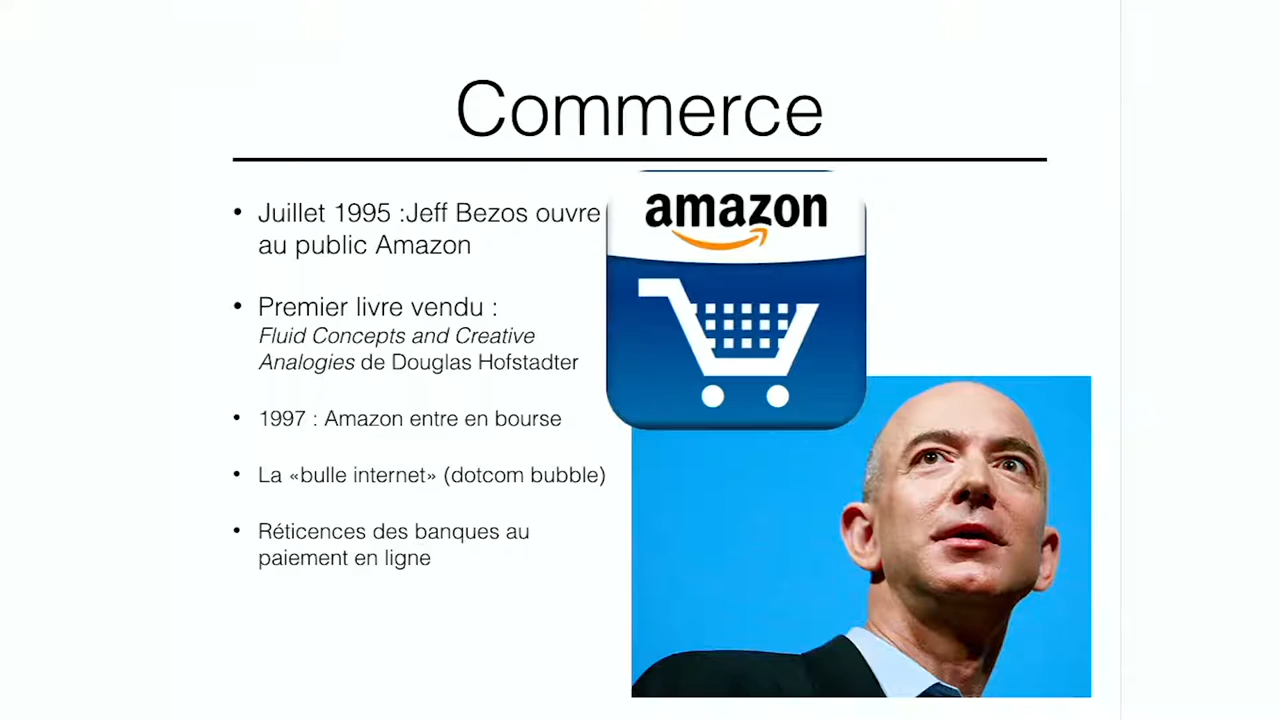 Commerce
• Juillet 1995 :Jeff Bezos ouvre
au public Amazon
amazon
• Premier livre vendu :
Fluid Concepts and Creative
Analogies de Douglas Hofstadter
• 1997 : Amazon entre en bourse
• La «bulle internet» (dotcom bubble)
• Réticences des banques au
paiement en ligne